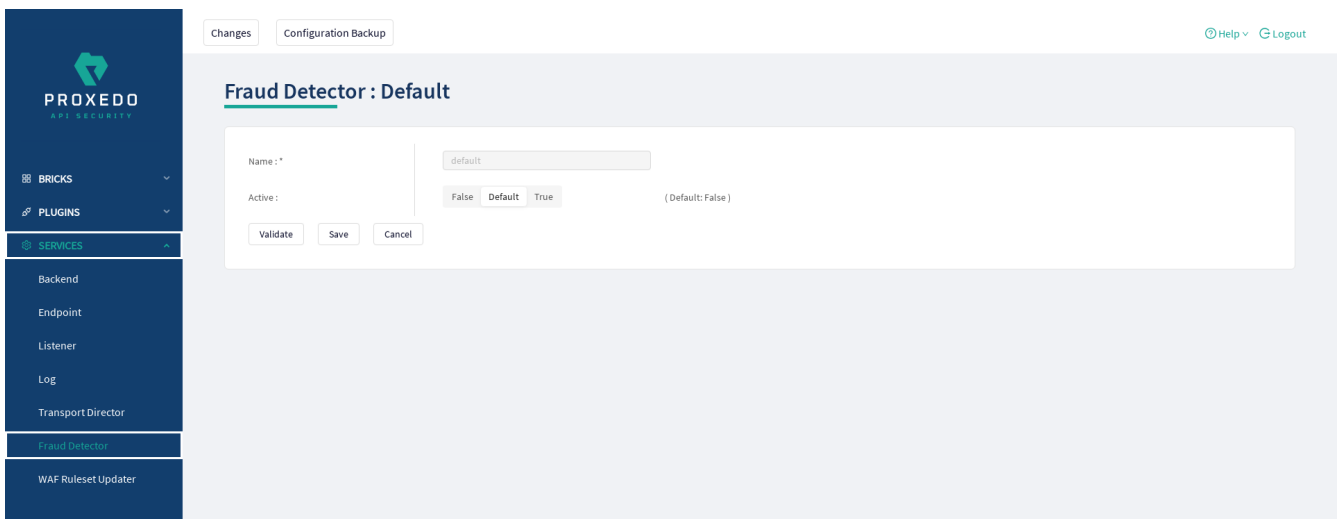 Changes
Configuration Backup
Help
Logout
PROXEDO
API SECURITY
BRICKS
PLUGINS
SERVICES
Backend
Endpoint
Listener
Log
Transport Director
Fraud Detector
WAF Ruleset Updater
Fraud Detector : Default
Name : *
default
Active :
False Default True
( Default: False )
Validate Save Cancel